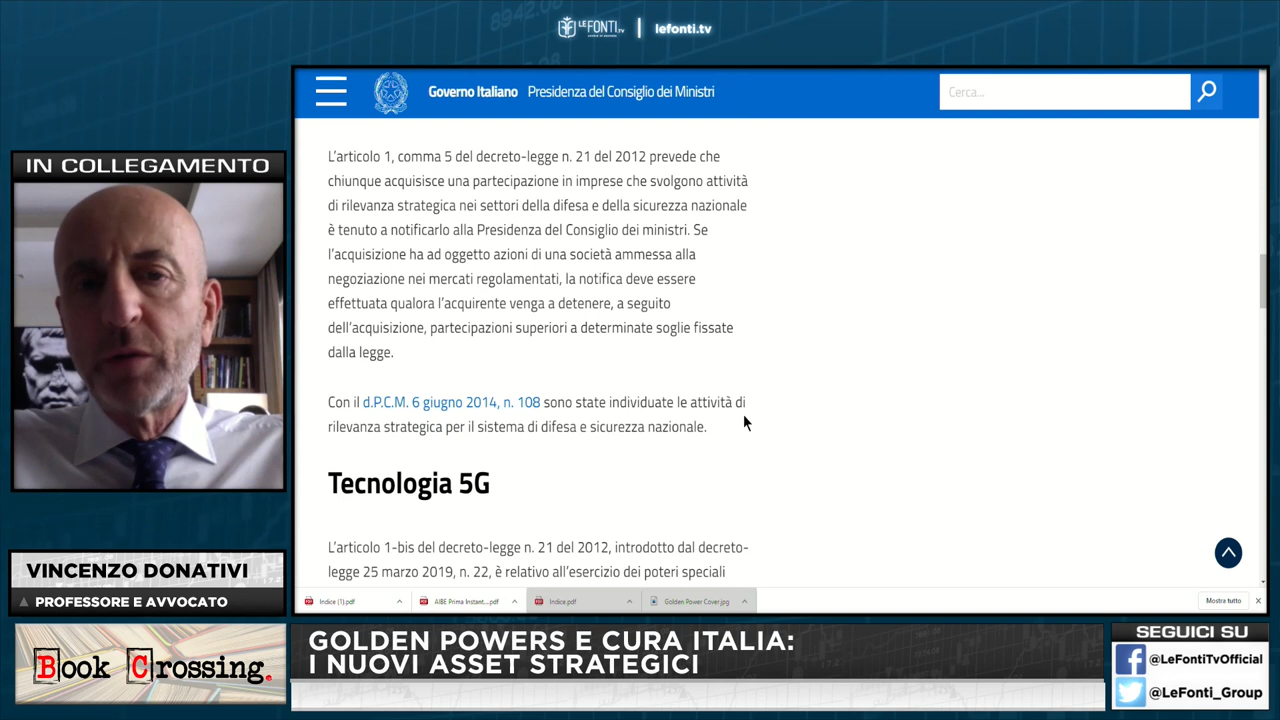 LEFONTI.TV
lefonti.tv
Governo Italiano Presidenza del Consiglio dei Ministri
Cerca...
IN COLLEGAMENTO
L'articolo 1, comma 5 del decreto-legge n. 21 del 2012 prevede che
chiunque acquisisce una partecipazione in imprese che svolgono attività
di rilevanza strategica nei settori della difesa e della sicurezza nazionale
è tenuto a notificarlo alla Presidenza del Consiglio dei ministri. Se
l'acquisizione ha ad oggetto azioni di una società ammessa alla
negoziazione nei mercati regolamentati, la notifica deve essere
effettuata qualora l'acquirente venga a detenere, a seguito
dell'acquisizione, partecipazioni superiori a determinate soglie fissate
dalla legge.
Con il d.P.C.M. 6 giugno 2014, n. 108 sono state individuate le attività di
rilevanza strategica per il sistema di difesa e sicurezza nazionale.
Tecnologia 5G
L'articolo 1-bis del decreto-legge n. 21 del 2012, introdotto dal decreto-
legge 25 marzo 2019, n. 22, è relativo all'esercizio dei poteri speciali
Indice (1).pdf
AIBE Prima Instant....pdf
Indice.pdf
Golden Power Cover.jpg
Mostra tutto
VINCENZO DONATIVI
PROFESSORE E AVVOCATO
Book Crossing.
GOLDEN POWERS E CURA ITALIA:
I NUOVI ASSET STRATEGICI
SEGUICI SU
@LeFontiTvOfficial
@LeFonti_Group